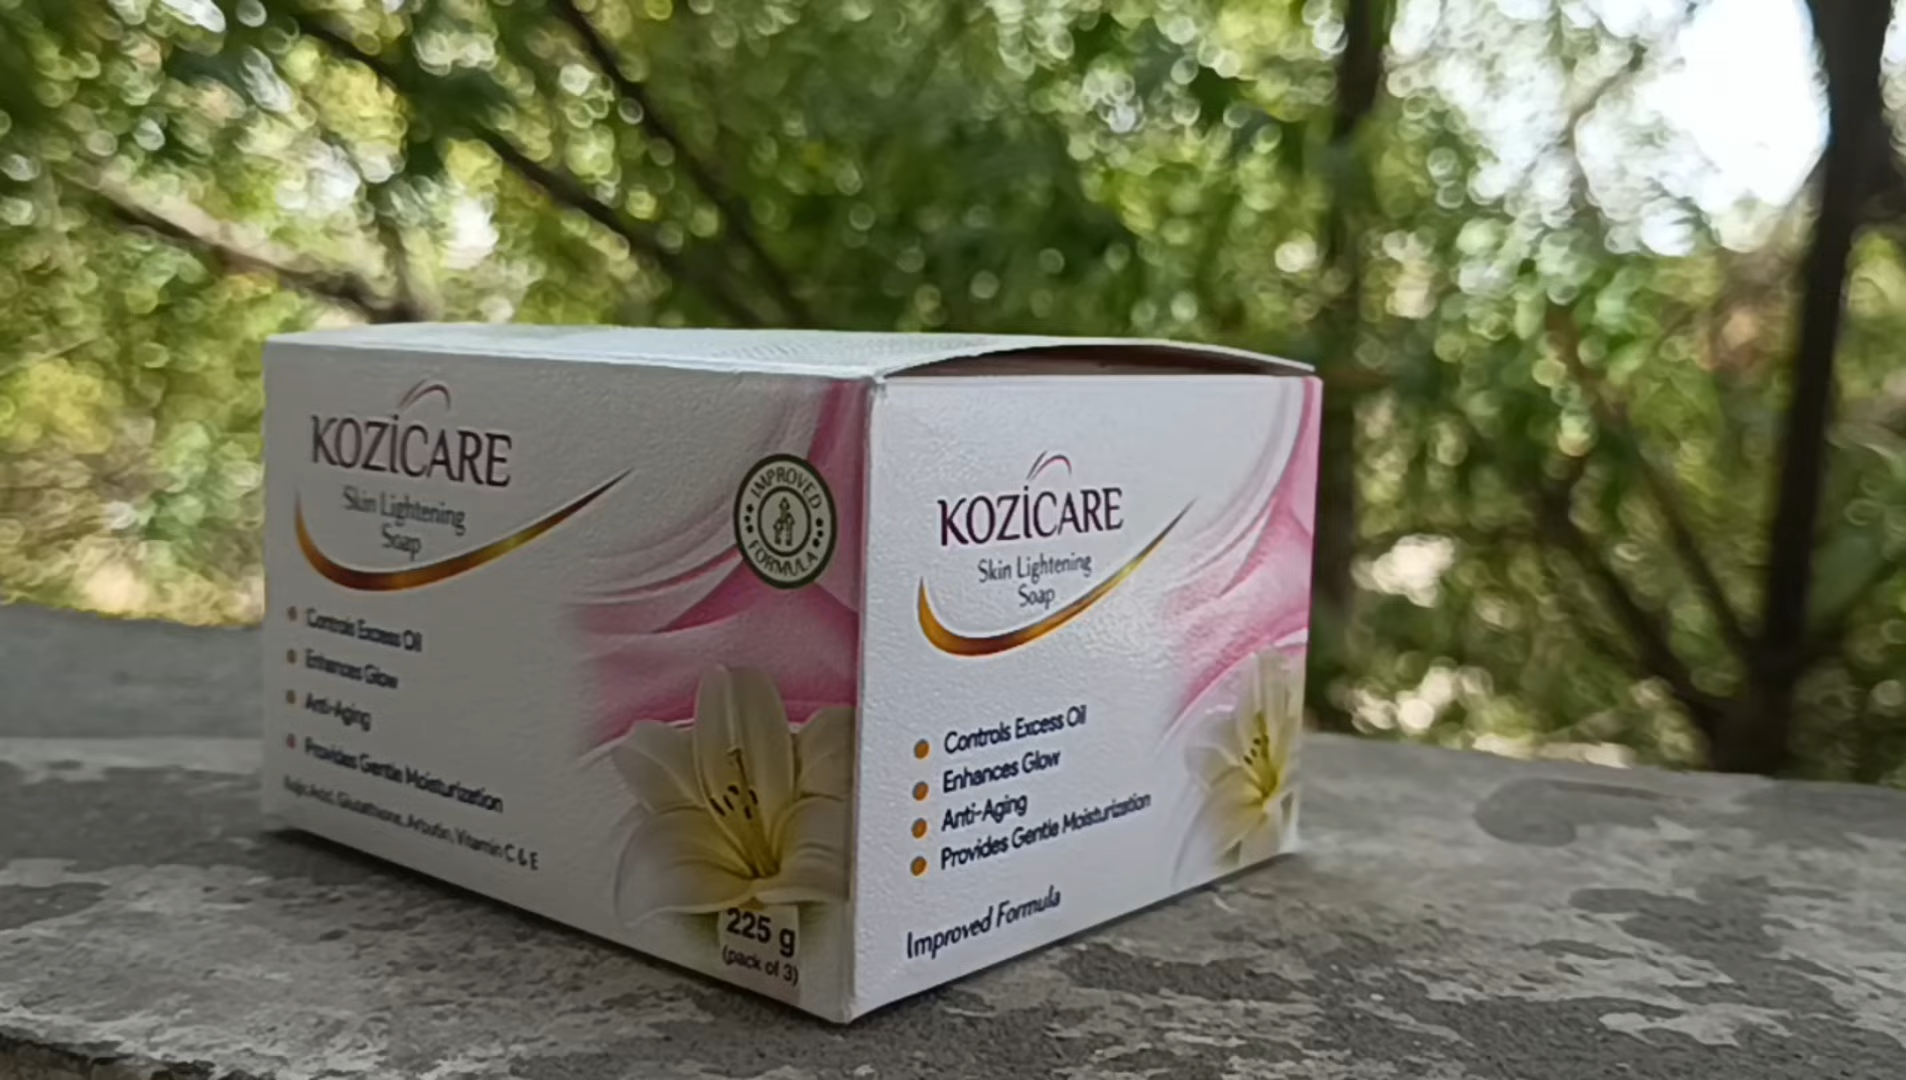 KOZiCARE
Skin Lightening
Soap
Controls Excess Oil
Enhances Glow
Anti-Aging
Provides Gentle Moisturization
Kojic Acid, Glutathione, Arbutin, Vitamin C & E
IMPROVED
FORMULA
225 g
(pack of 3)
KOZiCARE
Skin Lightening
Soap
Controls Excess Oil
Enhances Glow
Anti-Aging
Provides Gentle Moisturization
Improved Formula